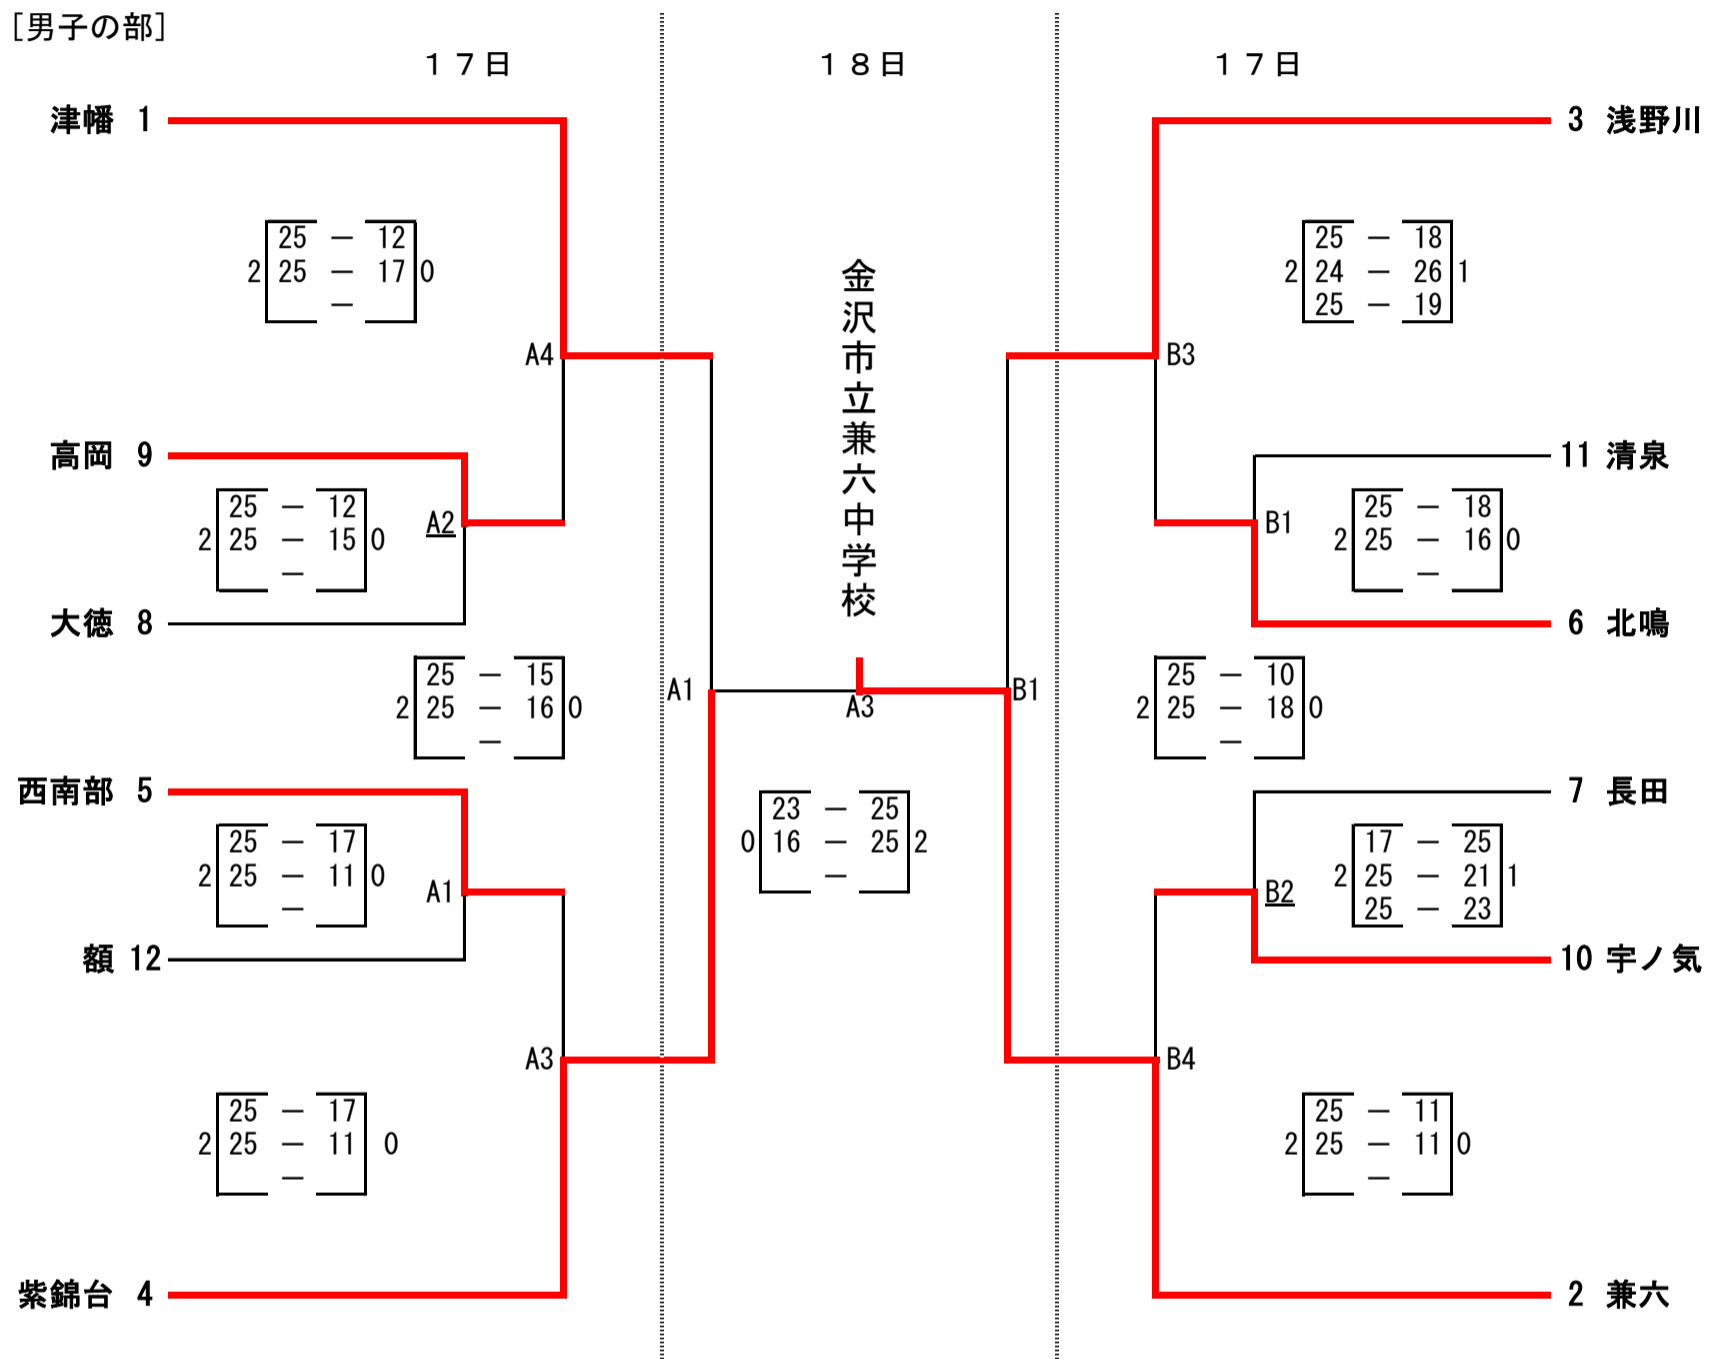 ［男子の部］
１７日
１８日
１７日
津幡 1
3 浅野川
25 － 12
2 25 － 17 0
－
25 － 18
2 24 － 26 1
25 － 19
金沢市立兼六中学校
A4
B3
高岡 9
11 清泉
25 － 12
2 25 － 15 0
－
A2
B1
25 － 18
2 25 － 16 0
－
大徳 8
6 北鳴
25 － 15
2 25 － 16 0
－
A1
A3
B1
25 － 10
2 25 － 18 0
－
西南部 5
7 長田
23 － 25
0 16 － 25 2
－
25 － 17
2 25 － 11 0
－
A1
B2
17 － 25
2 25 － 21 1
25 － 23
額 12
10 宇ノ気
A3
B4
25 － 17
2 25 － 11 0
－
25 － 11
2 25 － 11 0
－
紫錦台 4
2 兼六